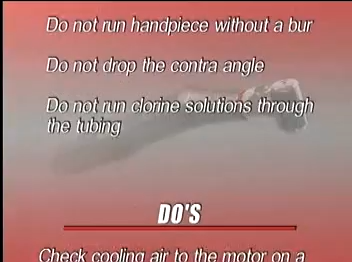 Do not run handpiece without a bur
Do not drop the contra angle
Do not run clorine solutions through
the tubing
DO'S
Check cooling air to the motor on a